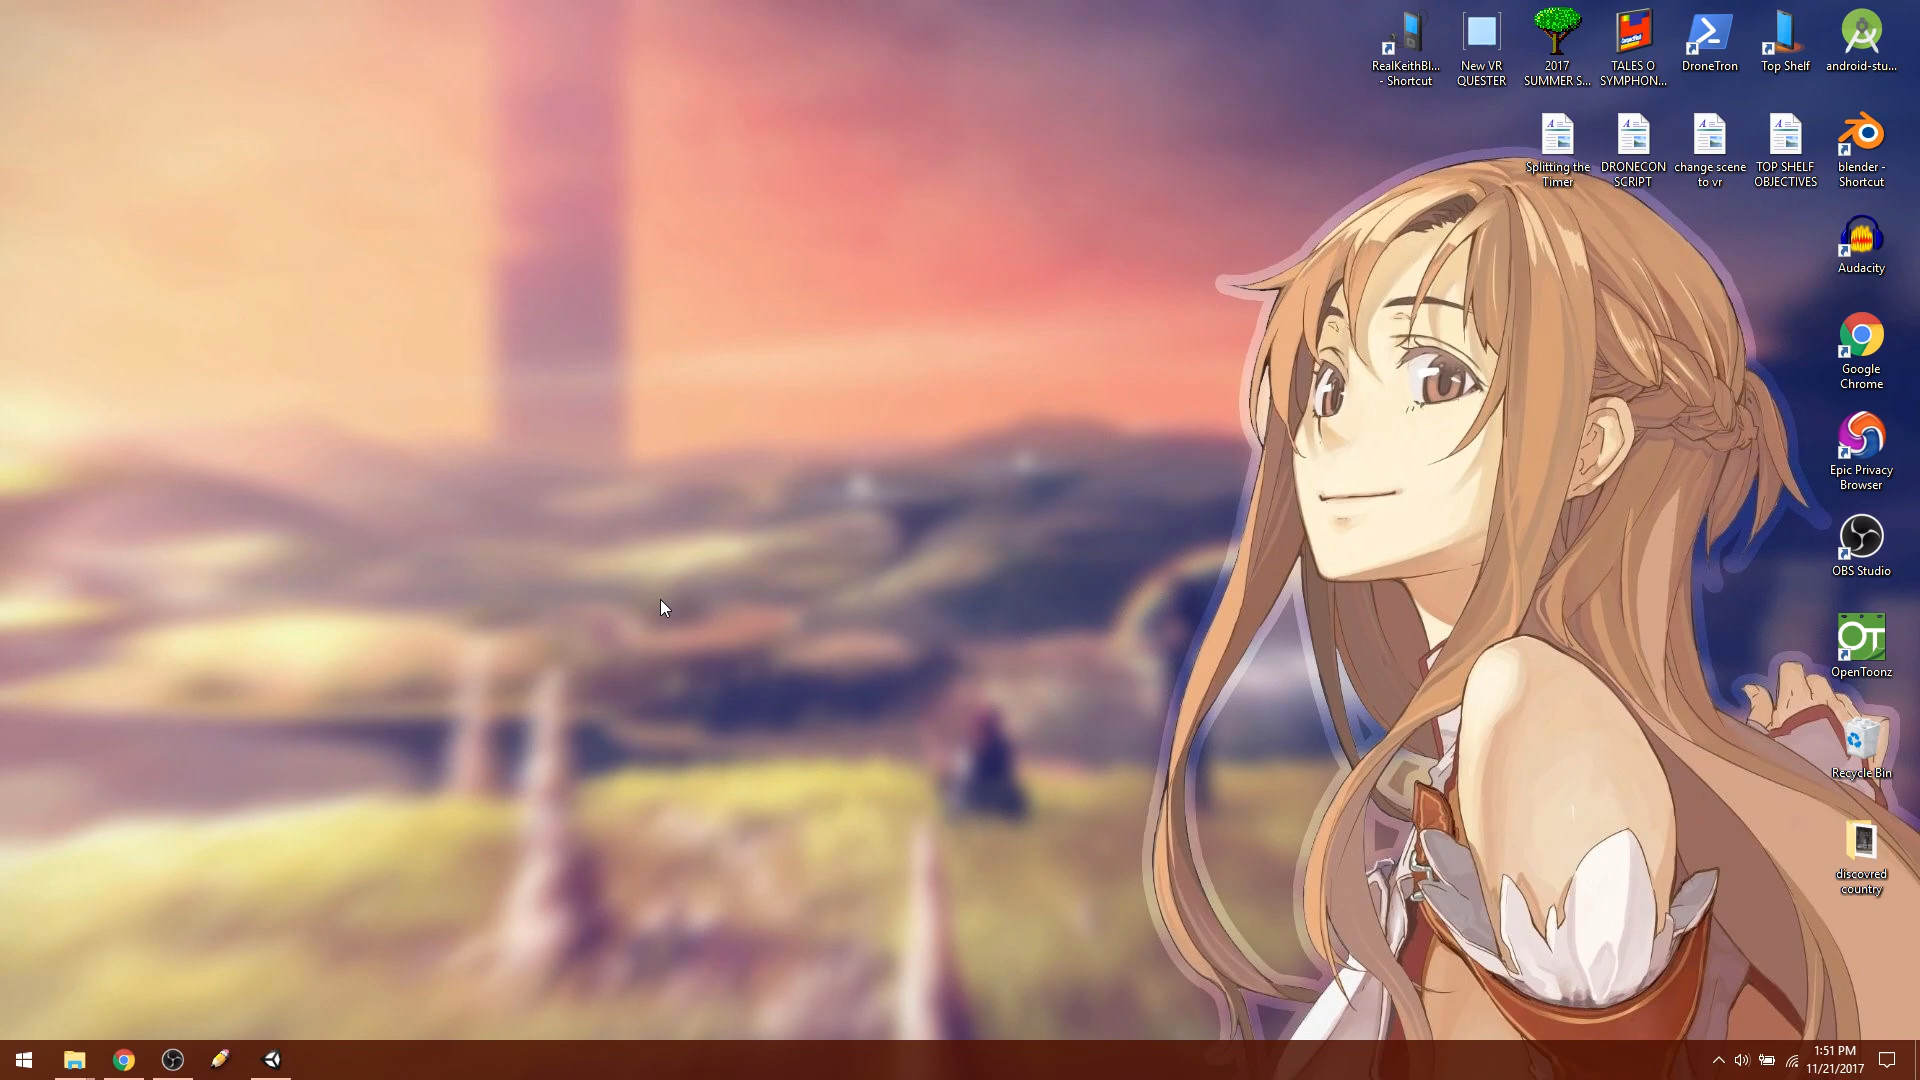 RealKeithBl...
- Shortcut
New VR
QUESTER
2017
SUMMER S...
TALES O
SYMPHON...
DroneTron
Top Shelf
android-stu...
Splitting the
Timer
DRONECON
SCRIPT
change scene
to vr
TOP SHELF
OBJECTIVES
blender -
Shortcut
Audacity
Google
Chrome
Epic Privacy
Browser
OBS Studio
OT
OpenToonz
Recycle Bin
discovred
country
1:51 PM
11/21/2017